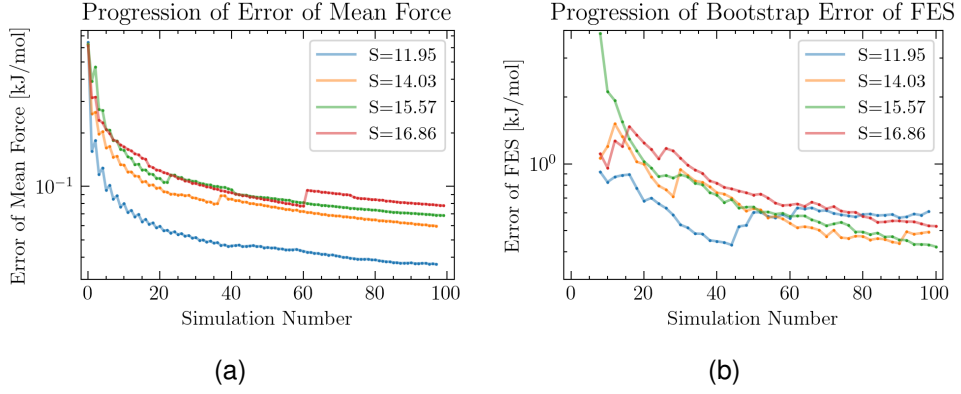 Progression of Error of Mean Force
Error of Mean Force [kJ/mol]
10⁻¹
S=11.95
S=14.03
S=15.57
S=16.86
0 20 40 60 80 100
Simulation Number
(a)
Progression of Bootstrap Error of FES
Error of FES [kJ/mol]
10⁰
S=11.95
S=14.03
S=15.57
S=16.86
0 20 40 60 80 100
Simulation Number
(b)